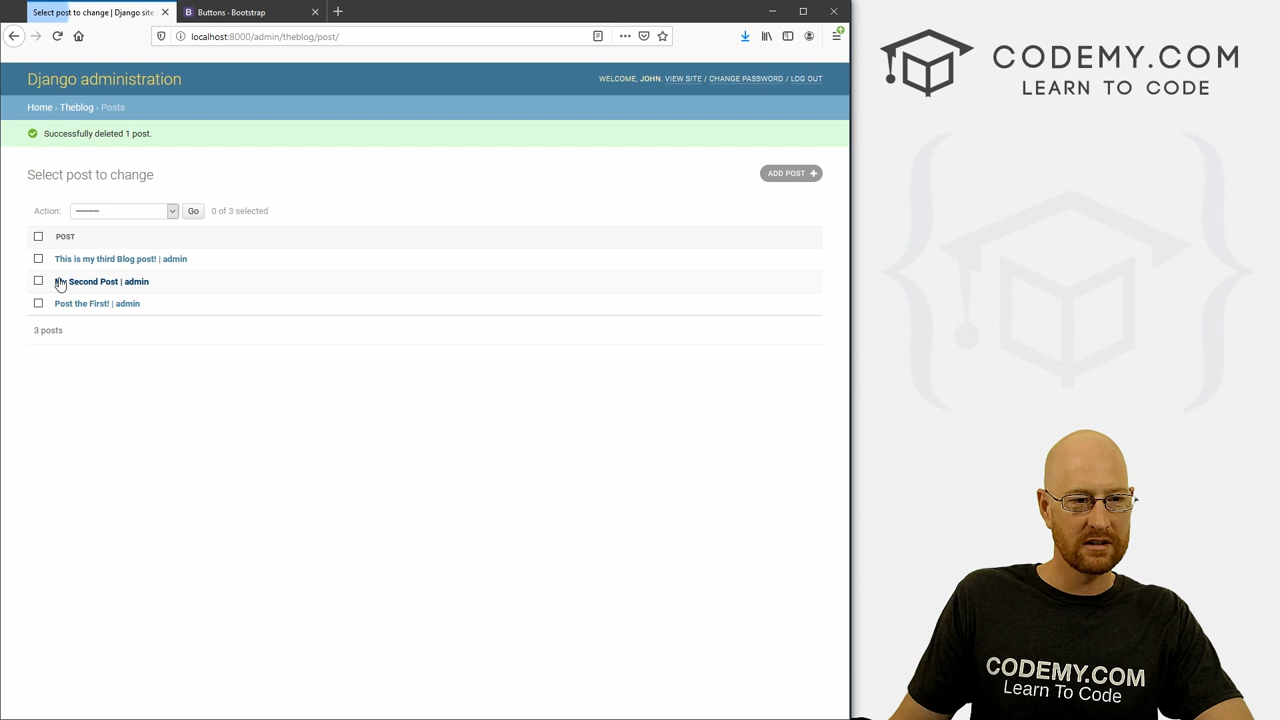 Select post to change | Django site
Buttons · Bootstrap
localhost:8000/admin/theblog/post/
Django administration
WELCOME, JOHN. VIEW SITE / CHANGE PASSWORD / LOG OUT
Home › Theblog › Posts
Successfully deleted 1 post.
Select post to change
ADD POST +
Action:
---------
Go
0 of 3 selected
POST
This is my third Blog post! | admin
Second Post | admin
Post the First! | admin
3 posts
CODEMY.COM
LEARN TO CODE
CODEMY.COM
Learn To Code